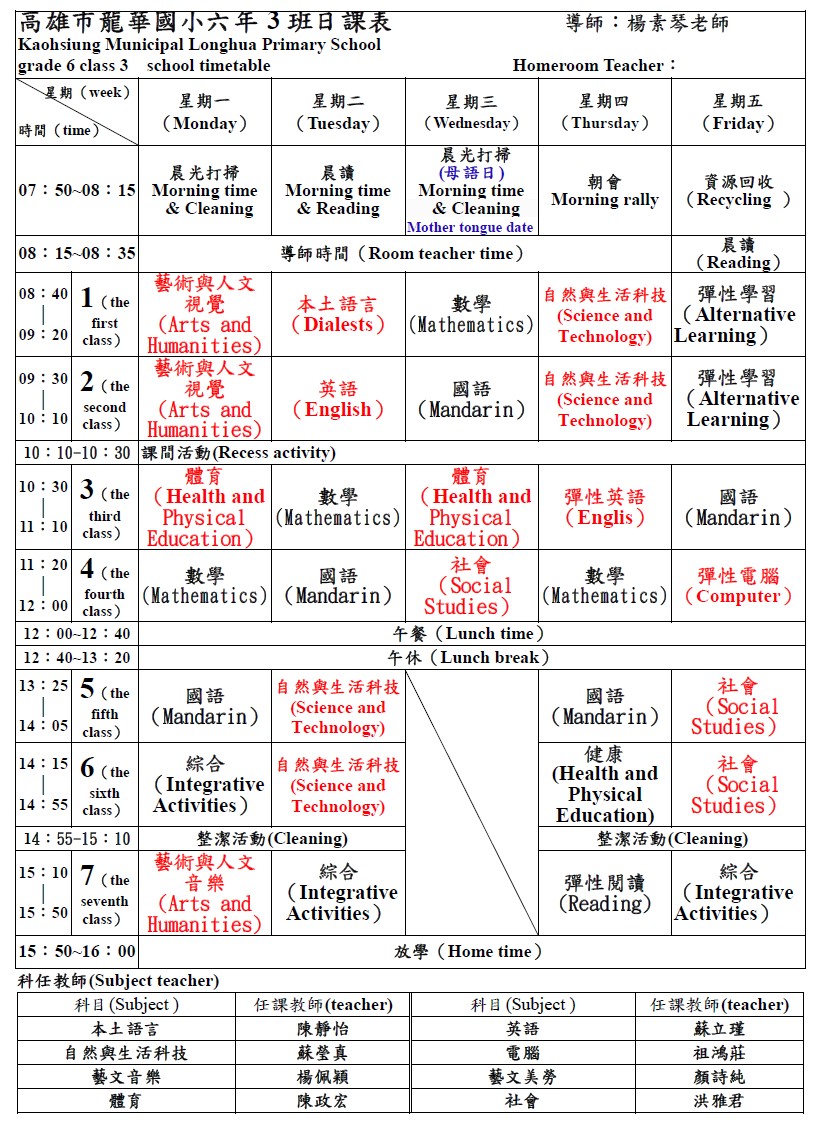 高雄市龍華國小六年3班日課表 導師：楊素琴老師
Kaohsiung Municipal Longhua Primary School
grade 6 class 3 school timetable Homeroom Teacher：
星期（week）
時間（time）
星期一
（Monday）
星期二
（Tuesday）
星期三
（Wednesday）
星期四
（Thursday）
星期五
（Friday）
07：50~08：15
晨光打掃
Morning time
& Cleaning
晨讀
Morning time
& Reading
晨光打掃
(母語日)
Morning time
& Cleaning
Mother tongue date
朝會
Morning rally
資源回收
（Recycling ）
08：15~08：35
導師時間（Room teacher time）
晨讀
（Reading）
08：40
|
09：20
1（the
first
class）
藝術與人文
視覺
（Arts and
Humanities）
本土語言
（Dialests）
數學
(Mathematics)
自然與生活科技
(Science and
Technology)
彈性學習
（Alternative
Learning）
09：30
|
10：10
2（the
second
class）
藝術與人文
視覺
（Arts and
Humanities）
英語
（English）
國語
（Mandarin）
自然與生活科技
(Science and
Technology)
彈性學習
（Alternative
Learning）
10：10-10：30
課間活動(Recess activity)
10：30
|
11：10
3（the
third
class）
體育
（Health and
Physical
Education）
數學
(Mathematics)
體育
（Health and
Physical
Education）
彈性英語
（Englis）
國語
（Mandarin）
11：20
|
12：00
4（the
fourth
class）
數學
(Mathematics)
國語
（Mandarin）
社會
（Social
Studies）
數學
(Mathematics)
彈性電腦
（Computer）
12：00~12：40
午餐（Lunch time）
12：40~13：20
午休（Lunch break）
13：25
|
14：05
5（the
fifth
class）
國語
（Mandarin）
自然與生活科技
(Science and
Technology)
國語
（Mandarin）
社會
（Social
Studies）
14：15
|
14：55
6（the
sixth
class）
綜合
（Integrative
Activities）
自然與生活科技
(Science and
Technology)
健康
(Health and
Physical
Education)
社會
（Social
Studies）
14：55-15：10
整潔活動(Cleaning)
整潔活動(Cleaning)
15：10
|
15：50
7（the
seventh
class）
藝術與人文
音樂
（Arts and
Humanities）
綜合
（Integrative
Activities）
彈性閱讀
（Reading）
綜合
（Integrative
Activities）
15：50~16：00
放學（Home time）
科任教師(Subject teacher)
科目(Subject ) 任課教師(teacher) 科目(Subject ) 任課教師(teacher)
本土語言 陳靜怡 英語 蘇立瑾
自然與生活科技 蘇瑩真 電腦 祖鴻莊
藝文音樂 楊佩穎 藝文美勞 顏詩純
體育 陳政宏 社會 洪雅君